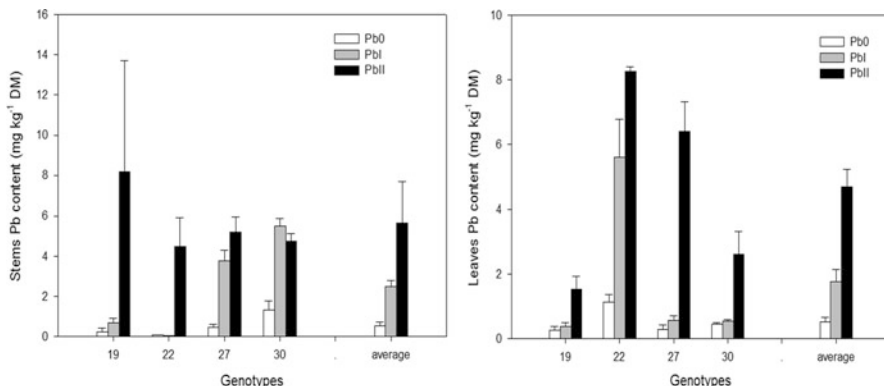 16
14
12
10
8
6
4
2
0
Stems Pb content (mg kg⁻¹ DM)
Pb0
PbI
PbII
19 22 27 30 . average
Genotypes
10
8
6
4
2
0
Leaves Pb content (mg kg⁻¹ DM)
Pb0
PbI
PbII
19 22 27 30 . average
Genotypes